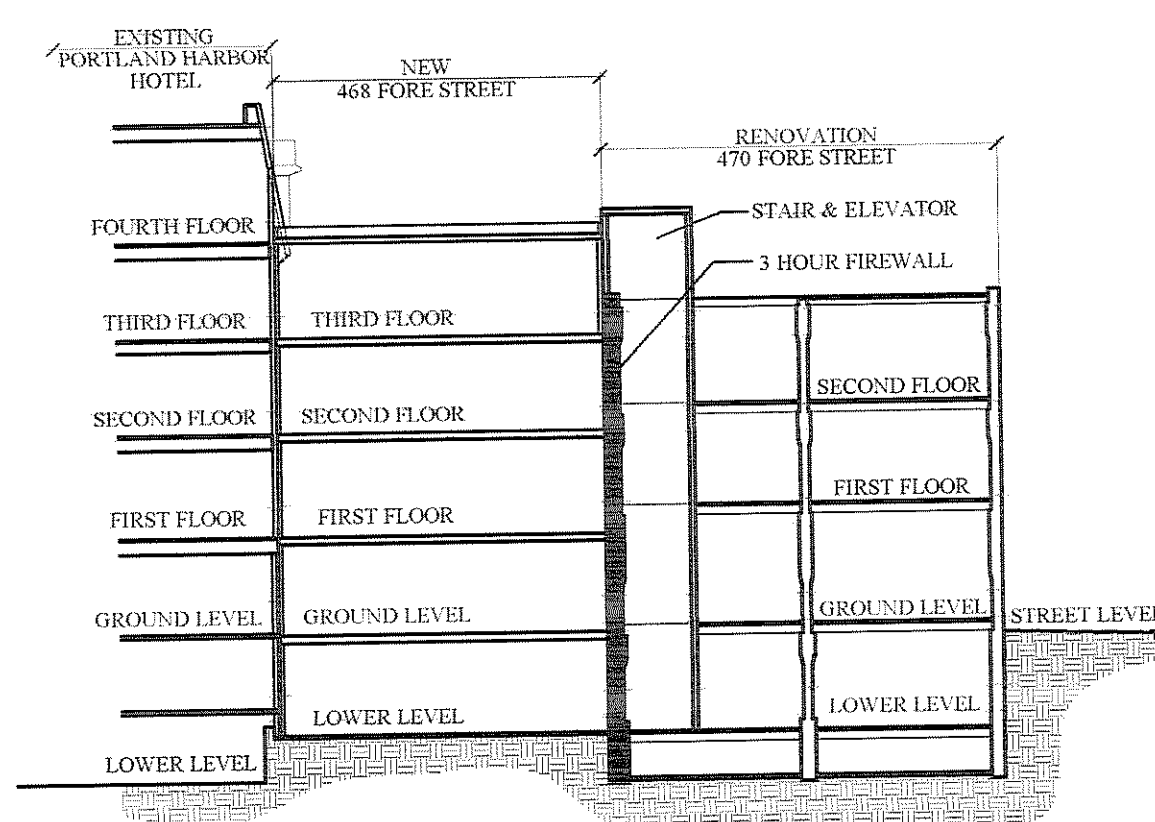 EXISTING
PORTLAND HARBOR
HOTEL
NEW
468 FORE STREET
RENOVATION
470 FORE STREET
STAIR & ELEVATOR
FOURTH FLOOR
3 HOUR FIREWALL
THIRD FLOOR
THIRD FLOOR
SECOND FLOOR
SECOND FLOOR
SECOND FLOOR
FIRST FLOOR
FIRST FLOOR
FIRST FLOOR
GROUND LEVEL
GROUND LEVEL
GROUND LEVEL
STREET LEVEL
LOWER LEVEL
LOWER LEVEL
LOWER LEVEL